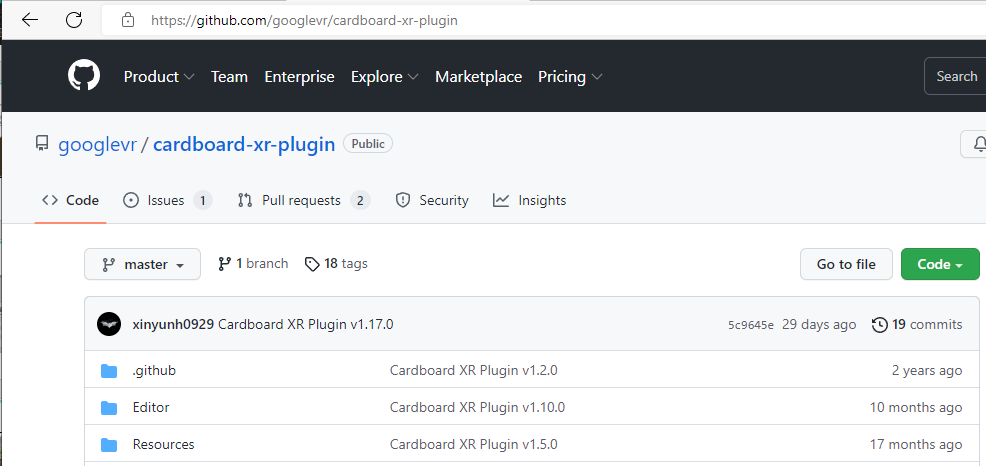 https://github.com/googlevr/cardboard-xr-plugin
Product Team Enterprise Explore Marketplace Pricing Search
googlevr / cardboard-xr-plugin Public
Code Issues 1 Pull requests 2 Security Insights
master 1 branch 18 tags Go to file Code
xinyunh0929 Cardboard XR Plugin v1.17.0 5c9645e 29 days ago 19 commits
.github Cardboard XR Plugin v1.2.0 2 years ago
Editor Cardboard XR Plugin v1.10.0 10 months ago
Resources Cardboard XR Plugin v1.5.0 17 months ago